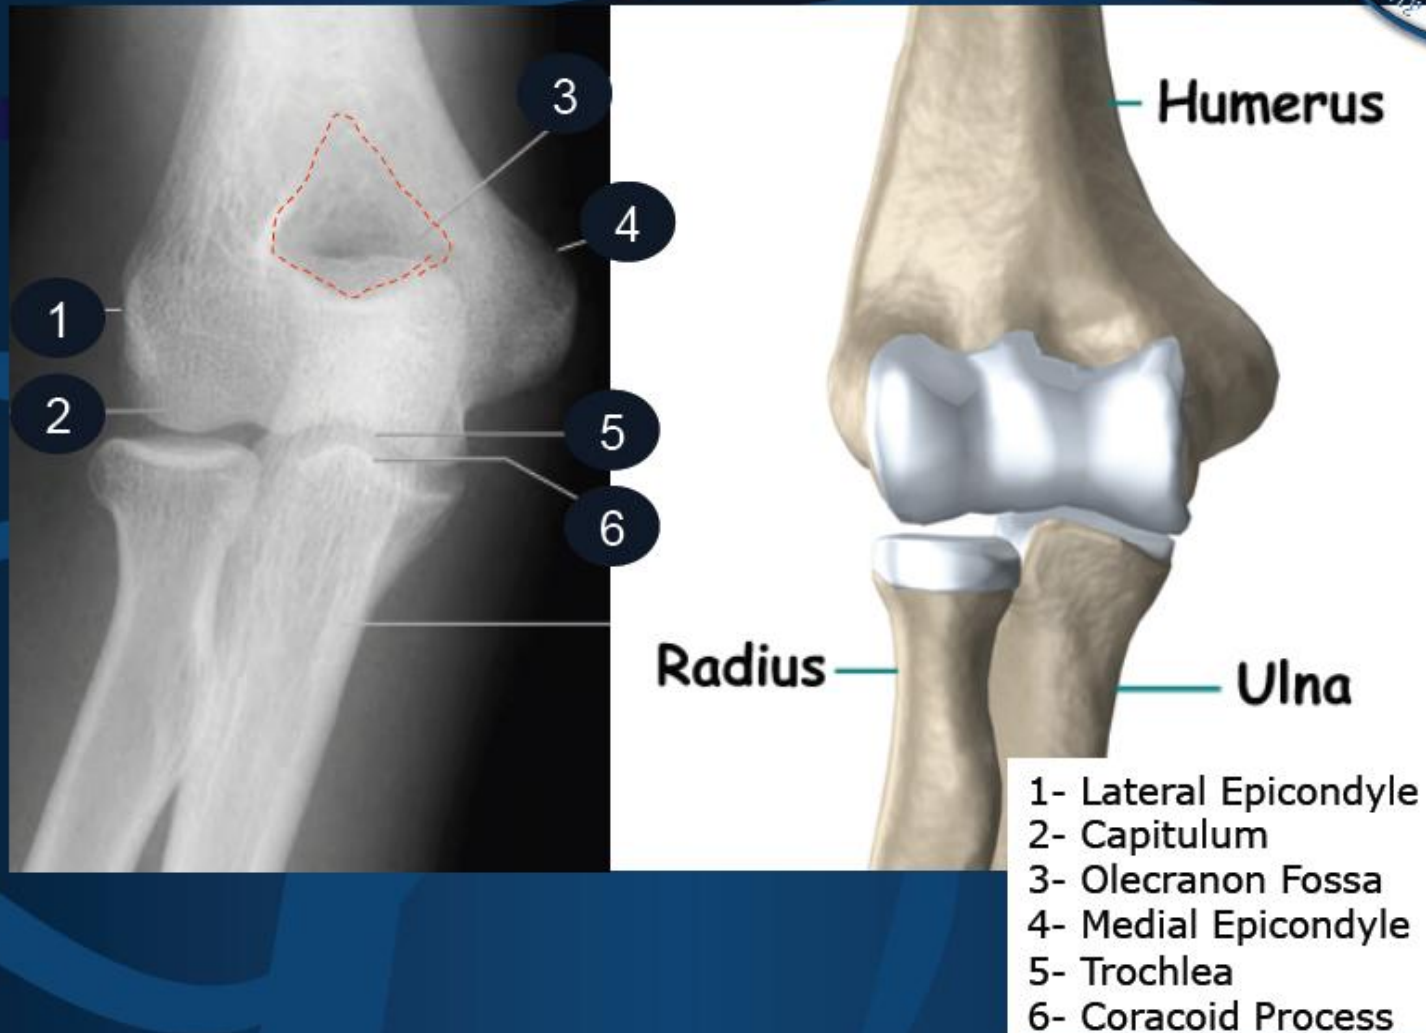 3
Humerus
4
1
2
5
6
Radius
Ulna
1- Lateral Epicondyle
2- Capitulum
3- Olecranon Fossa
4- Medial Epicondyle
5- Trochlea
6- Coracoid Process